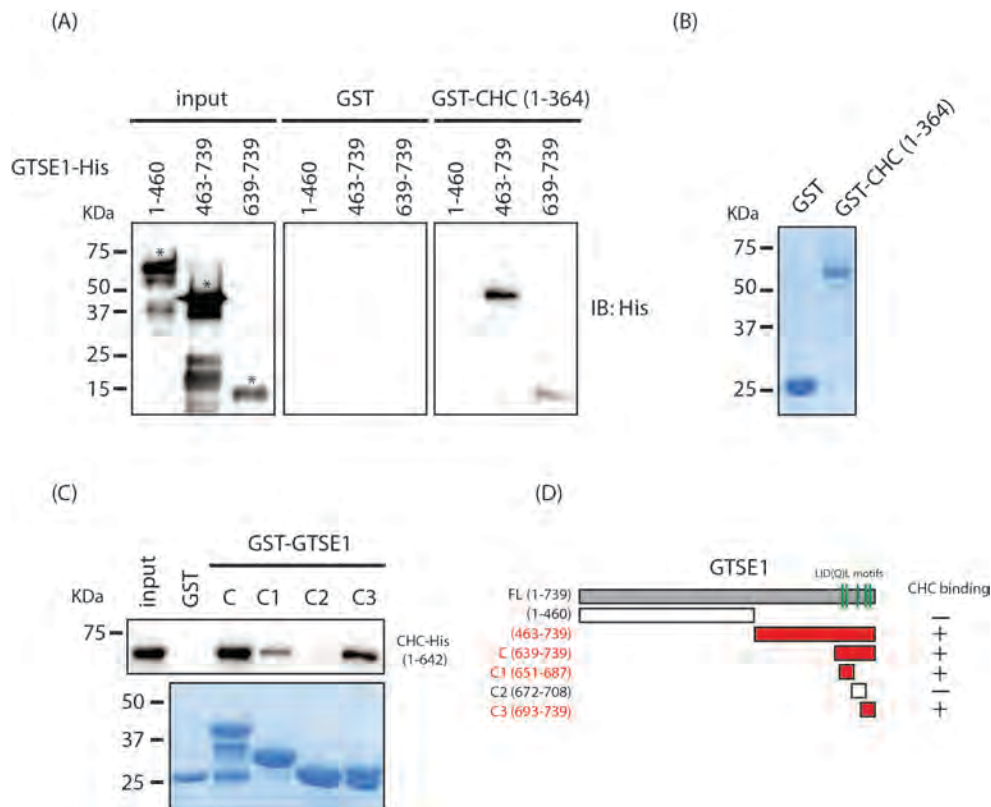 (A)
input GST GST-CHC (1-364)
GTSE1-His 1-460 463-739 639-739 1-460 463-739 639-739 1-460 463-739 639-739
KDa
75
50
37
25
15
* * *
IB: His
(B)
GST GST-CHC (1-364)
KDa
75
50
37
25
(C)
GST-GTSE1
KDa input GST C C1 C2 C3
75
CHC-His
(1-642)
50
37
25
(D)
GTSE1 LID(Q)L motifs
CHC binding
FL (1-739)
(1-460) −
(463-739) +
C (639-739) +
C1 (651-687) +
C2 (672-708) −
C3 (693-739) +